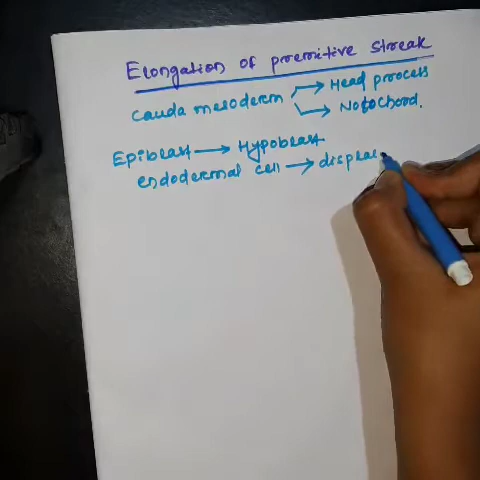 Elongation of premitive streak
cauda mesoderm → Head process
→ Notochord.
Epiblast → Hypoblast
endodermal cell → displac